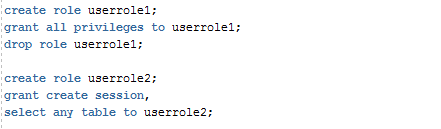 create role userrole1;
grant all privileges to userrole1;
drop role userrole1;
create role userrole2;
grant create session,
select any table to userrole2;